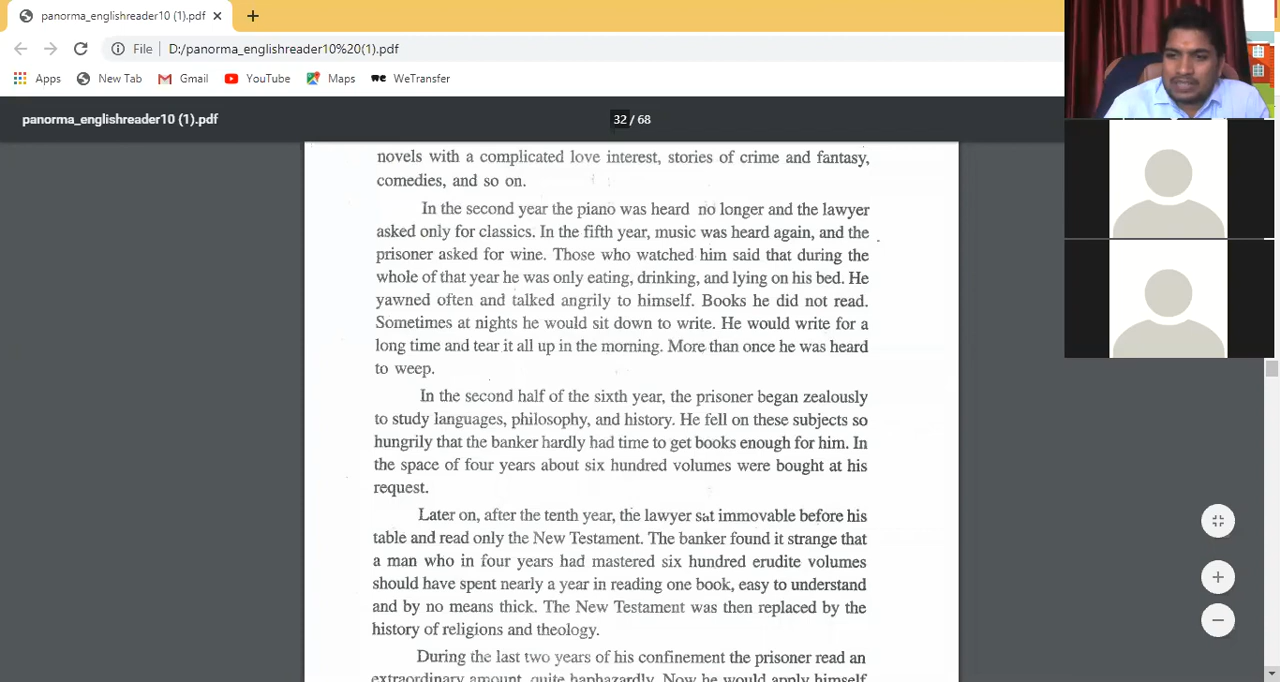 panorma_englishreader10 (1).pdf
File D:/panorma_englishreader10%20(1).pdf
Apps New Tab Gmail YouTube Maps we WeTransfer
panorma_englishreader10 (1).pdf 32 / 68
novels with a complicated love interest, stories of crime and fantasy,
comedies, and so on.
In the second year the piano was heard no longer and the lawyer
asked only for classics. In the fifth year, music was heard again, and the
prisoner asked for wine. Those who watched him said that during the
whole of that year he was only eating, drinking, and lying on his bed. He
yawned often and talked angrily to himself. Books he did not read.
Sometimes at nights he would sit down to write. He would write for a
long time and tear it all up in the morning. More than once he was heard
to weep.
In the second half of the sixth year, the prisoner began zealously
to study languages, philosophy, and history. He fell on these subjects so
hungrily that the banker hardly had time to get books enough for him. In
the space of four years about six hundred volumes were bought at his
request.
Later on, after the tenth year, the lawyer sat immovable before his
table and read only the New Testament. The banker found it strange that
a man who in four years had mastered six hundred erudite volumes
should have spent nearly a year in reading one book, easy to understand
and by no means thick. The New Testament was then replaced by the
history of religions and theology.
During the last two years of his confinement the prisoner read an
extraordinary amount, quite haphazardly. Now he would apply himself